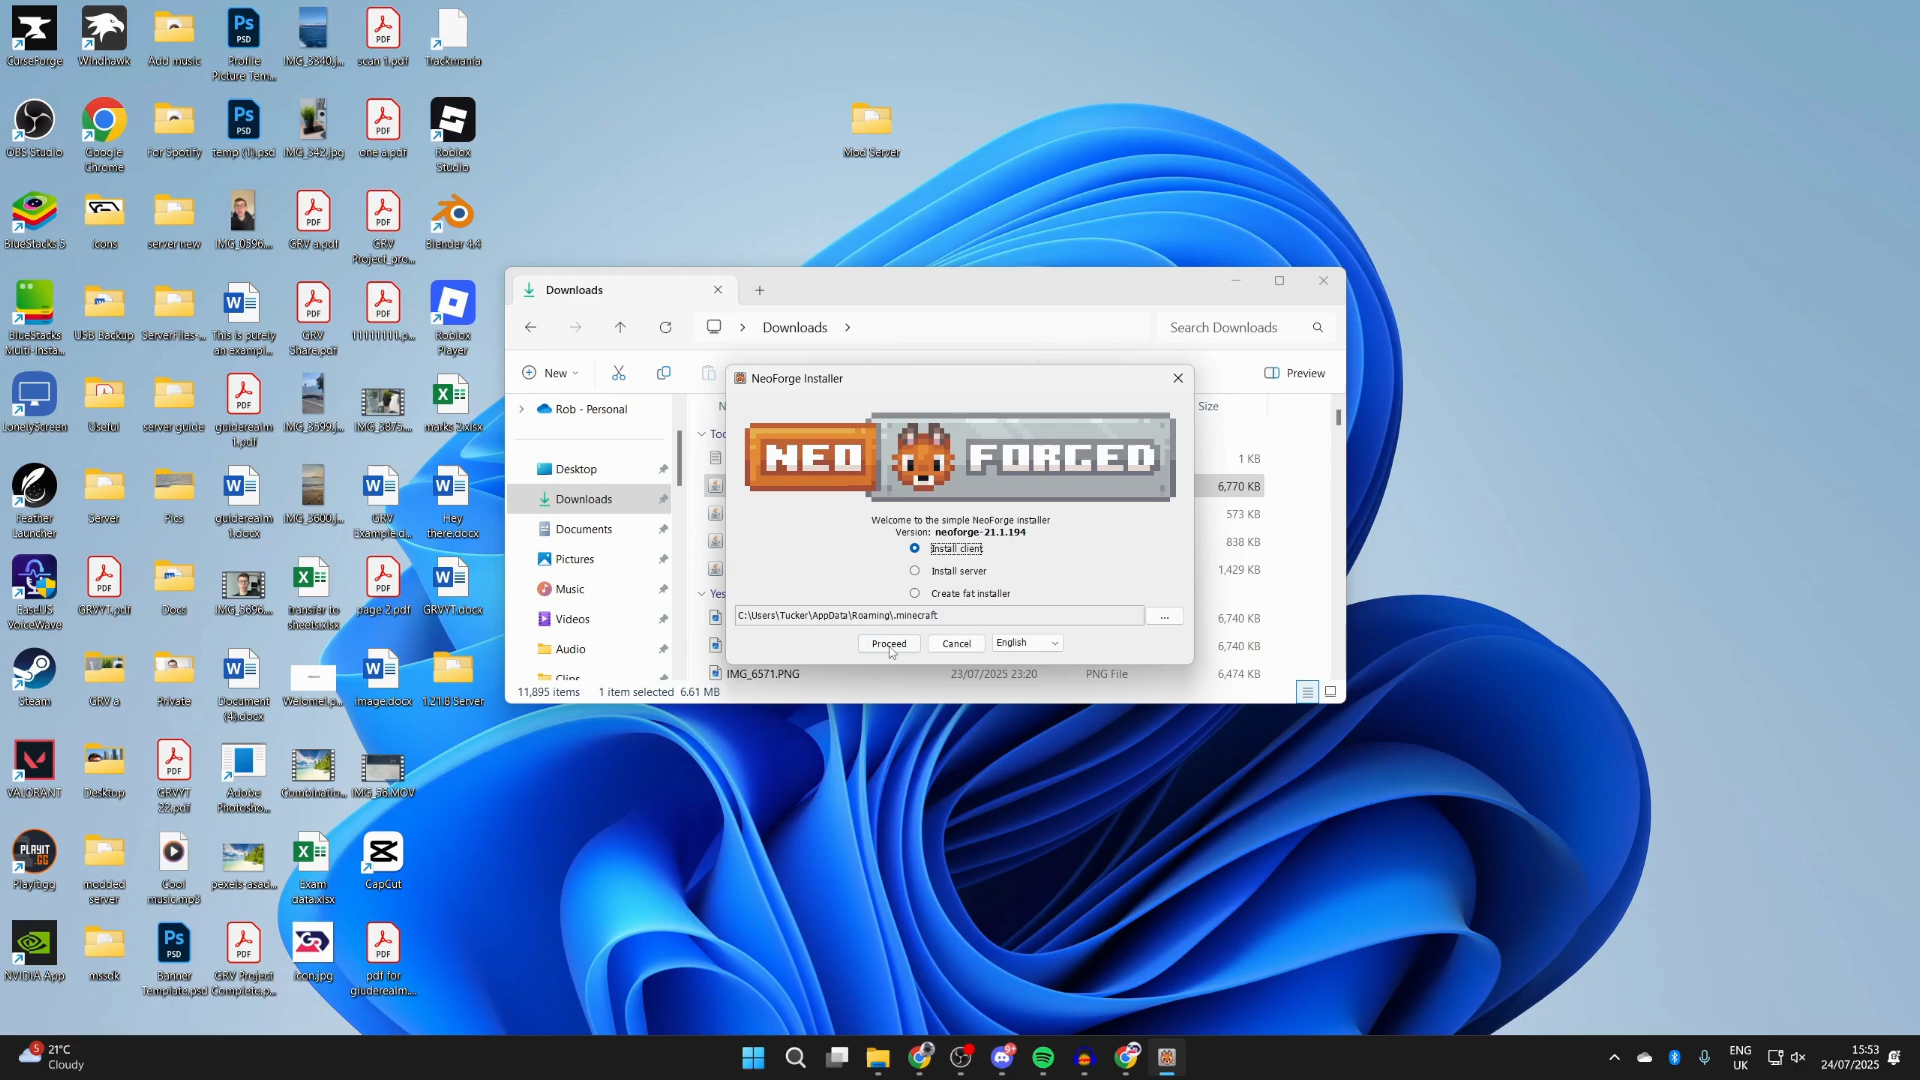 CurseForge
Windhawk
Add music
Profile Picture Tem...
IMG_3340.j...
scan 1.pdf
Trackmania
OBS Studio
Google Chrome
For Spotify
temp (1).psd
IMG_342.jpg
one a.pdf
Roblox Studio
BlueStacks 5
Icons
server new
IMG_0596....
GRV a.pdf
GRV Project_pro...
Blender 4.4
BlueStacks Multi-Insta...
USB Backup
ServerFiles-...
This is purely an exampl...
GRV Share.pdf
11111111.p...
Roblox Player
LonelyScreen
Useful
server guide
guiderealm 1.pdf
IMG_3599.j...
IMG_3875....
marks 2.xlsx
Feather Launcher
Server
Pics
guiderealm 1.docx
IMG_3600.j...
GRV Example.d...
Hey there.docx
EaseUS VoiceWave
GRVYT.pdf
Docs
IMG_5696....
transfer to sheets.xlsx
page 2.pdf
GRVYT.docx
Steam
GRV a
Private
Document (4).docx
Welome!.p...
image.docx
1.21.8 Server
VALORANT
Desktop
GRVYT 22.pdf
Adobe Photosho...
Combinatio...
IMG_56.MOV
PLAYIT.GG
Playit.gg
modded server
Cool music.mp3
pexels-asad...
Exam data.xlsx
CapCut
NVIDIA App
mssdk
Banner Template.psd
GRV Project Complete.p...
icon.jpg
pdf for giuderealm....
Mod Server
Downloads
Downloads
Search Downloads
New
Preview
Rob - Personal
Desktop
Downloads
Documents
Pictures
Music
Videos
Audio
Size
1 KB
6,770 KB
573 KB
838 KB
1,429 KB
6,740 KB
6,740 KB
IMG_6571.PNG 23/07/2025 23:20 PNG File 6,474 KB
11,895 items 1 item selected 6.61 MB
NeoForge Installer
NEO FORGED
Welcome to the simple NeoForge installer
Version: neoforge-21.1.194
Install client
Install server
Create fat installer
C:\Users\Tucker\AppData\Roaming\.minecraft
...
Proceed Cancel English
5
21°C
Cloudy
ENG
UK
15:53
24/07/2025